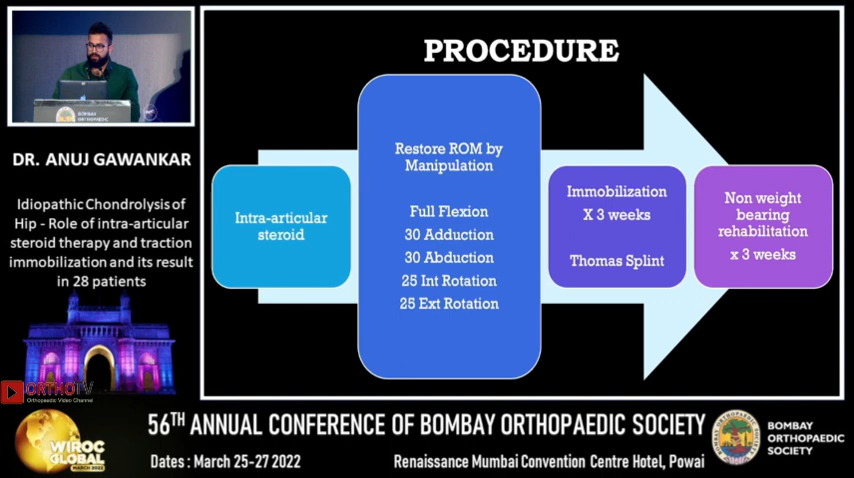 PROCEDURE
BOMBAY
ORTHOPAEDIC
DR. ANUJ GAWANKAR
Idiopathic Chondrolysis of
Hip - Role of intra-articular
steroid therapy and traction
immobilization and its result
in 28 patients
Intra-articular
steroid
Restore ROM by
Manipulation
Full Flexion
30 Adduction
30 Abduction
25 Int Rotation
25 Ext Rotation
Immobilization
X 3 weeks
Thomas Splint
Non weight
bearing
rehabilitation
x 3 weeks
ORTHOTV
Orthopaedic Video Channel
WIROC
GLOBAL
MARCH 2022
56TH ANNUAL CONFERENCE OF BOMBAY ORTHOPAEDIC SOCIETY
Dates : March 25-27 2022
Renaissance Mumbai Convention Centre Hotel, Powai
BOMBAY
ORTHOPAEDIC
SOCIETY